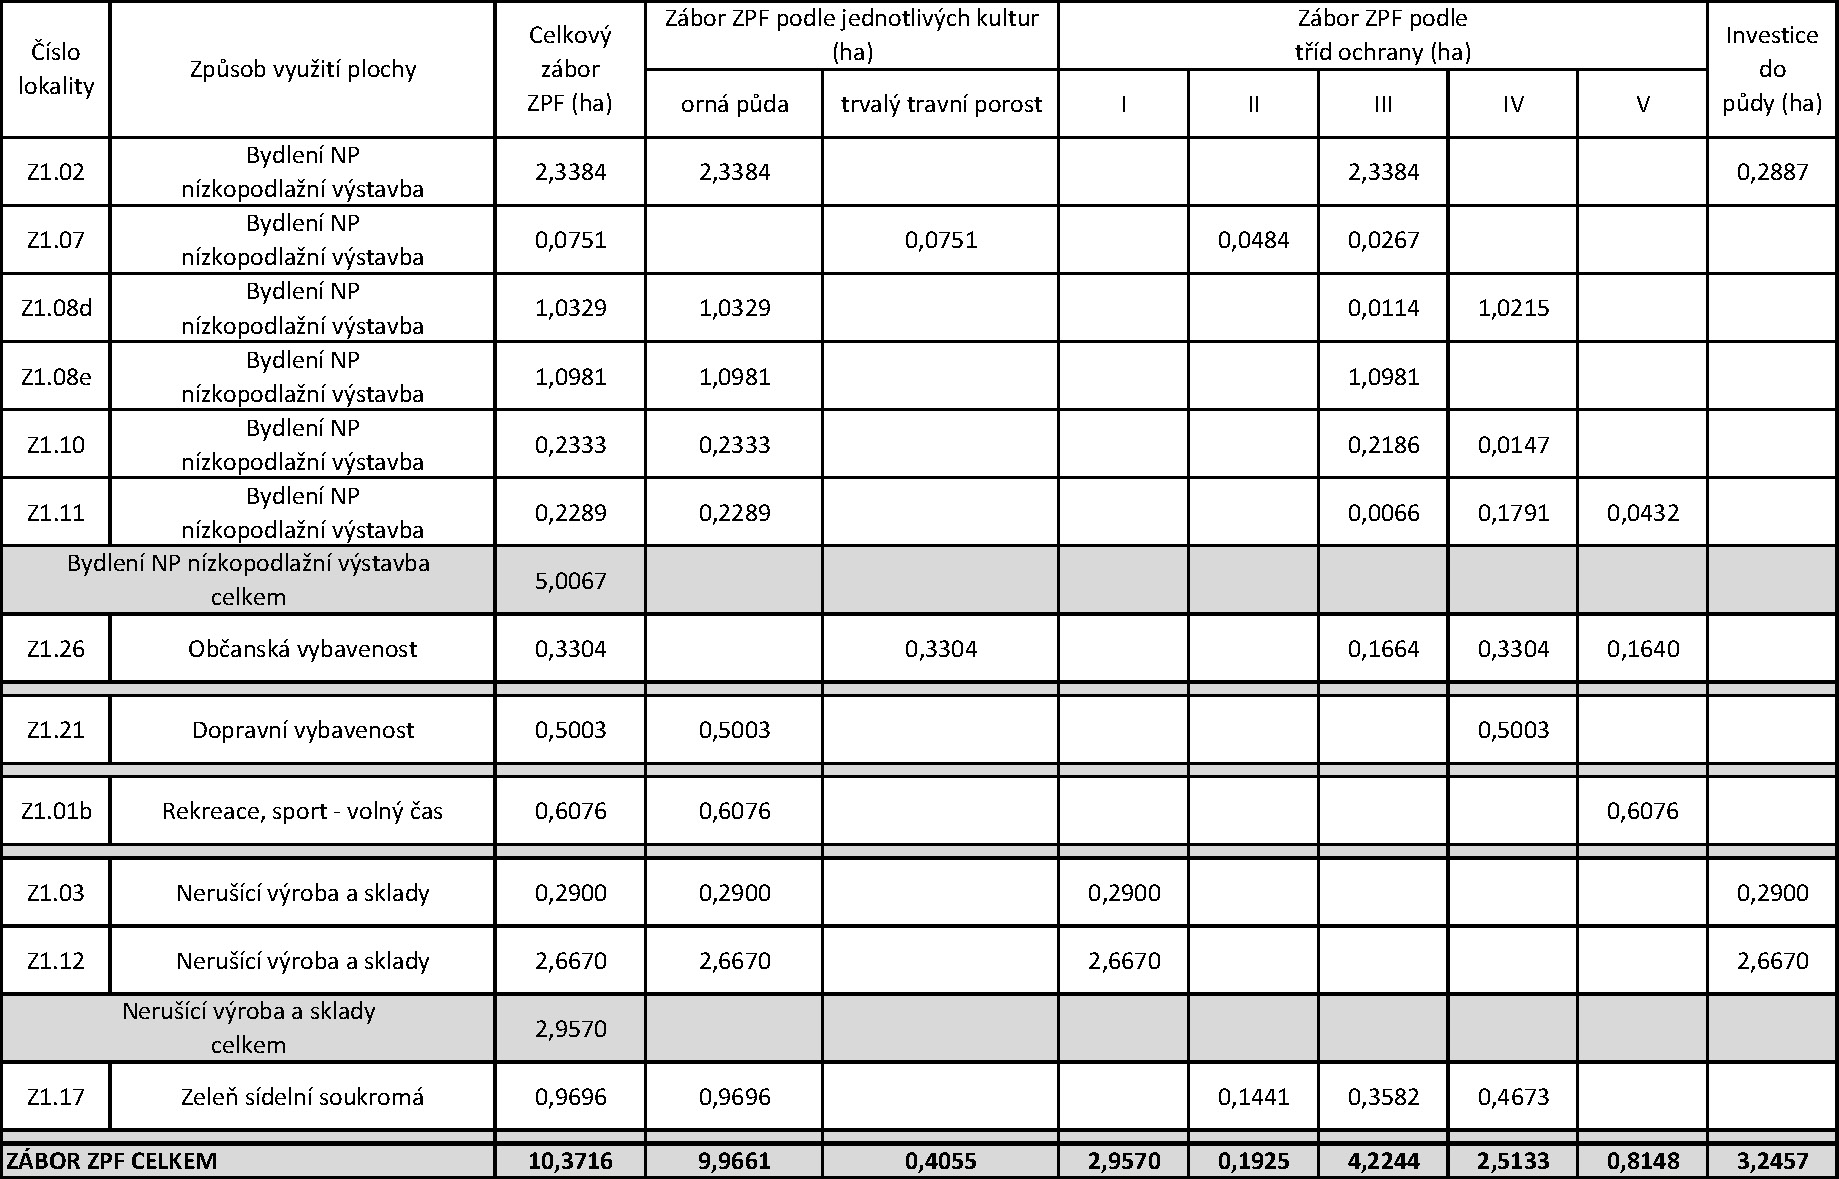 Číslo lokality | Způsob využití plochy | Celkový zábor ZPF (ha) | Zábor ZPF podle jednotlivých kultur (ha) | Zábor ZPF podle tříd ochrany (ha) | Investice do půdy (ha)
orná půda | trvalý travní porost | I | II | III | IV | V
Z1.02 | Bydlení NP nízkopodlažní výstavba | 2,3384 | 2,3384 | 2,3384 | 0,2887
Z1.07 | Bydlení NP nízkopodlažní výstavba | 0,0751 | 0,0751 | 0,0484 | 0,0267
Z1.08d | Bydlení NP nízkopodlažní výstavba | 1,0329 | 1,0329 | 0,0114 | 1,0215
Z1.08e | Bydlení NP nízkopodlažní výstavba | 1,0981 | 1,0981 | 1,0981
Z1.10 | Bydlení NP nízkopodlažní výstavba | 0,2333 | 0,2333 | 0,2186 | 0,0147
Z1.11 | Bydlení NP nízkopodlažní výstavba | 0,2289 | 0,2289 | 0,0066 | 0,1791 | 0,0432
Bydlení NP nízkopodlažní výstavba celkem | 5,0067
Z1.26 | Občanská vybavenost | 0,3304 | 0,3304 | 0,1664 | 0,3304 | 0,1640
Z1.21 | Dopravní vybavenost | 0,5003 | 0,5003 | 0,5003
Z1.01b | Rekreace, sport - volný čas | 0,6076 | 0,6076 | 0,6076
Z1.03 | Nerušící výroba a sklady | 0,2900 | 0,2900 | 0,2900 | 0,2900
Z1.12 | Nerušící výroba a sklady | 2,6670 | 2,6670 | 2,6670 | 2,6670
Nerušící výroba a sklady celkem | 2,9570
Z1.17 | Zeleň sídelní soukromá | 0,9696 | 0,9696 | 0,1441 | 0,3582 | 0,4673
ZÁBOR ZPF CELKEM | 10,3716 | 9,9661 | 0,4055 | 2,9570 | 0,1925 | 4,2244 | 2,5133 | 0,8148 | 3,2457